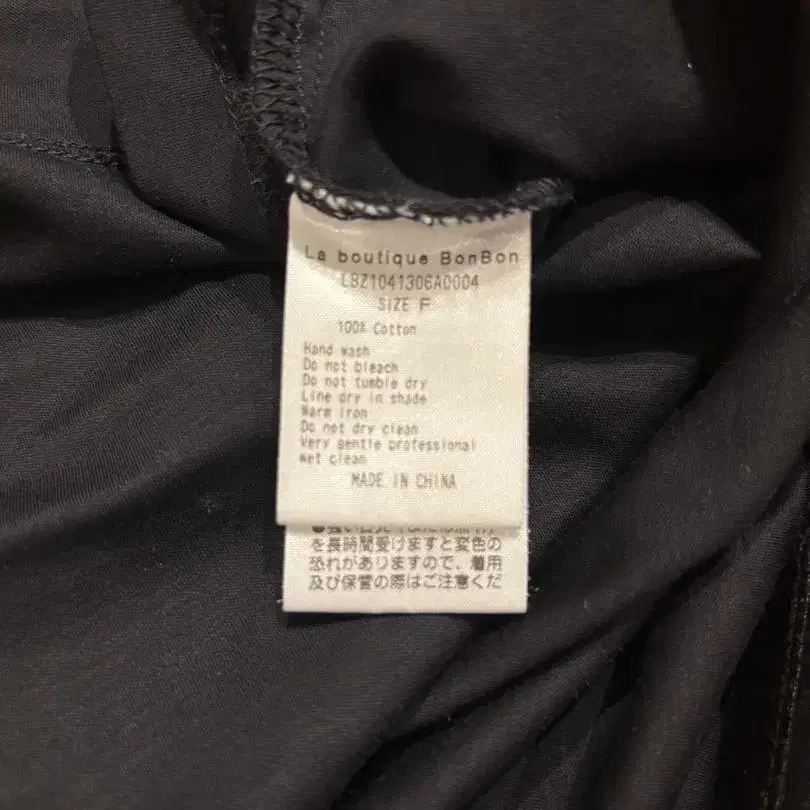 La boutique BonBon
LBZ1041306A0004
SIZE F
100% Cotton
Hand wash
Do not bleach
Do not tumble dry
Line dry in shade
Warm iron
Do not dry clean
Very gentle professional
wet clean
MADE IN CHINA
を長時間受けますと変色の
恐れがありますので、着用
及び保管の際はご注意くだ